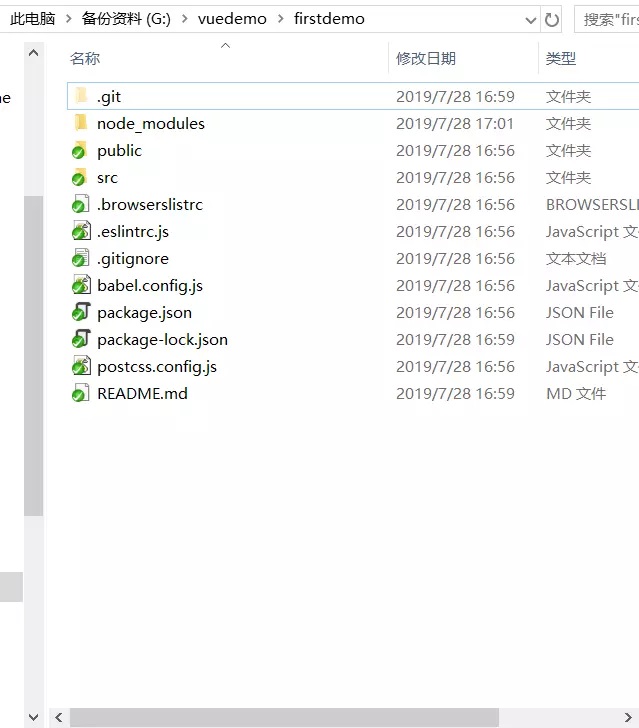 此电脑 > 备份资料 (G:) > vuedemo > firstdemo 搜索"fir
名称 修改日期 类型
.git 2019/7/28 16:59 文件夹
node_modules 2019/7/28 17:01 文件夹
public 2019/7/28 16:56 文件夹
src 2019/7/28 16:56 文件夹
.browserslistrc 2019/7/28 16:56 BROWSERSLI
.eslintrc.js 2019/7/28 16:56 JavaScript 文
.gitignore 2019/7/28 16:56 文本文档
babel.config.js 2019/7/28 16:56 JavaScript 文
package.json 2019/7/28 16:56 JSON File
package-lock.json 2019/7/28 16:59 JSON File
postcss.config.js 2019/7/28 16:56 JavaScript 文
README.md 2019/7/28 16:59 MD 文件
ne